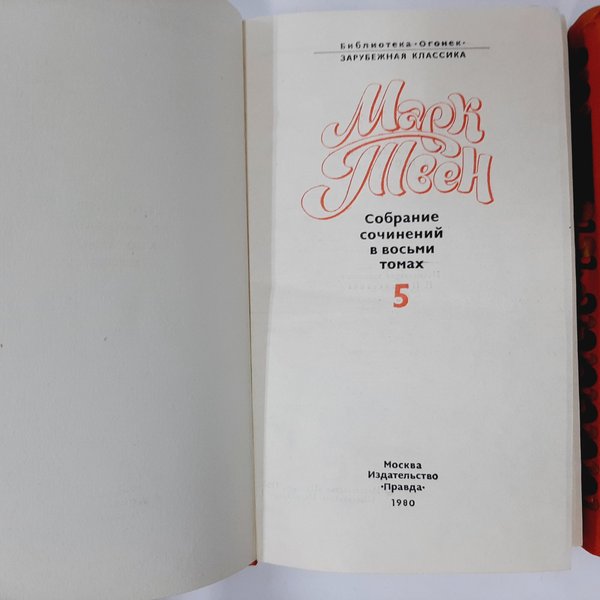 Библиотека «Огонек»
ЗАРУБЕЖНАЯ КЛАССИКА
Марк
Твен
Собрание
сочинений
в восьми
томах
5
Москва
Издательство
«Правда»
1980